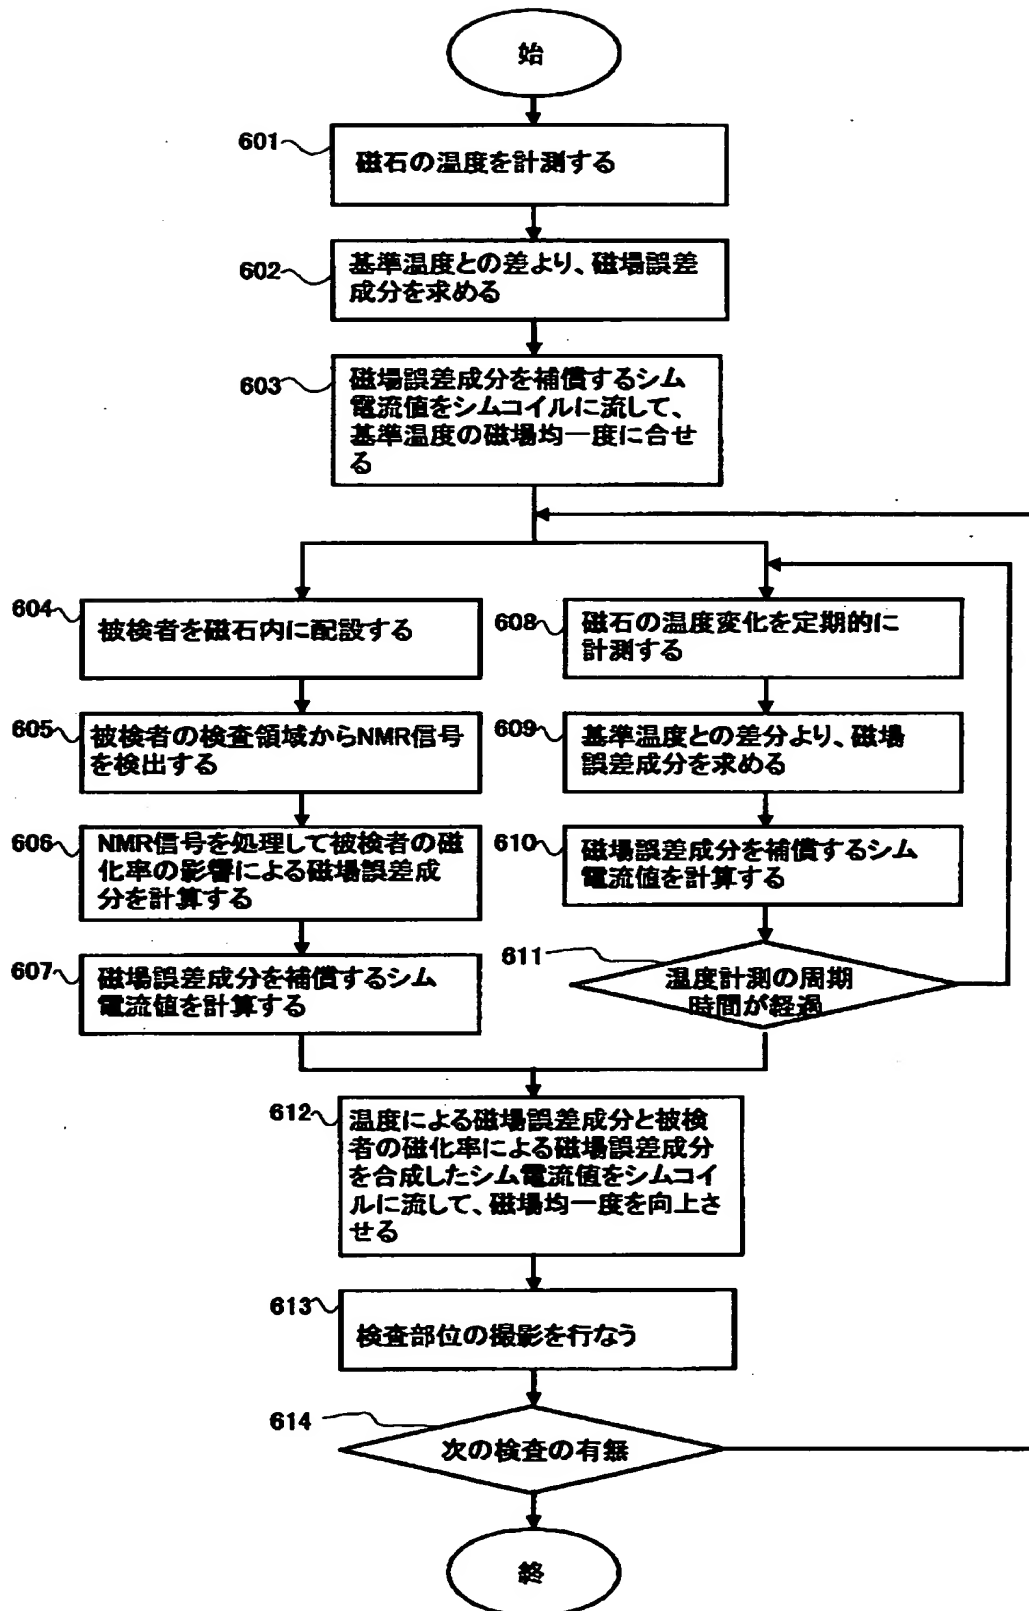 始
601
磁石の温度を計測する
602
基準温度との差より、磁場誤差
成分を求める
603
磁場誤差成分を補償するシム
電流値をシムコイルに流して、
基準温度の磁場均一度に合せ
る
604
被検者を磁石内に配設する
605
被検者の検査領域からNMR信号
を検出する
606
NMR信号を処理して被検者の磁
化率の影響による磁場誤差成
分を計算する
607
磁場誤差成分を補償するシム
電流値を計算する
608
磁石の温度変化を定期的に
計測する
609
基準温度との差分より、磁場
誤差成分を求める
610
磁場誤差成分を補償するシム
電流値を計算する
611
温度計測の周期
時間が経過
612
温度による磁場誤差成分と被検
者の磁化率による磁場誤差成分
を合成したシム電流値をシムコイ
ルに流して、磁場均一度を向上さ
せる
613
検査部位の撮影を行なう
614
次の検査の有無
終